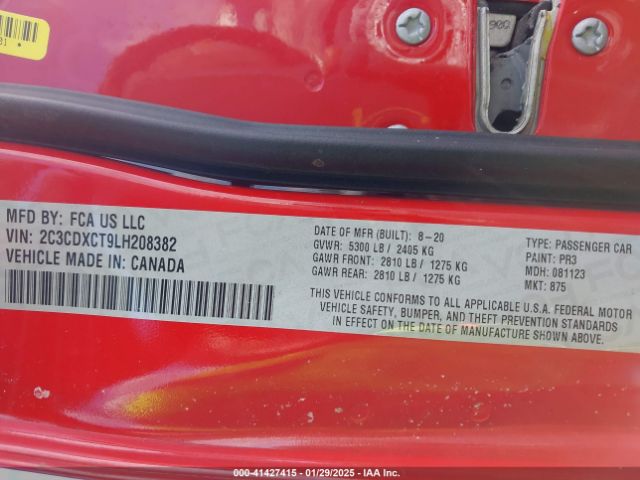 31 *
900
MFD BY: FCA US LLC
VIN: 2C3CDXCT9LH208382
VEHICLE MADE IN: CANADA
DATE OF MFR (BUILT): 8-20
GVWR: 5300 LB / 2405 KG
GAWR FRONT: 2810 LB / 1275 KG
GAWR REAR: 2810 LB / 1275 KG
TYPE: PASSENGER CAR
PAINT: PR3
MDH: 081123
MKT: 875
THIS VEHICLE CONFORMS TO ALL APPLICABLE U.S.A. FEDERAL MOTOR
VEHICLE SAFETY, BUMPER, AND THEFT PREVENTION STANDARDS
IN EFFECT ON THE DATE OF MANUFACTURE SHOWN ABOVE.
000-41427415 - 01/29/2025 - IAA Inc.